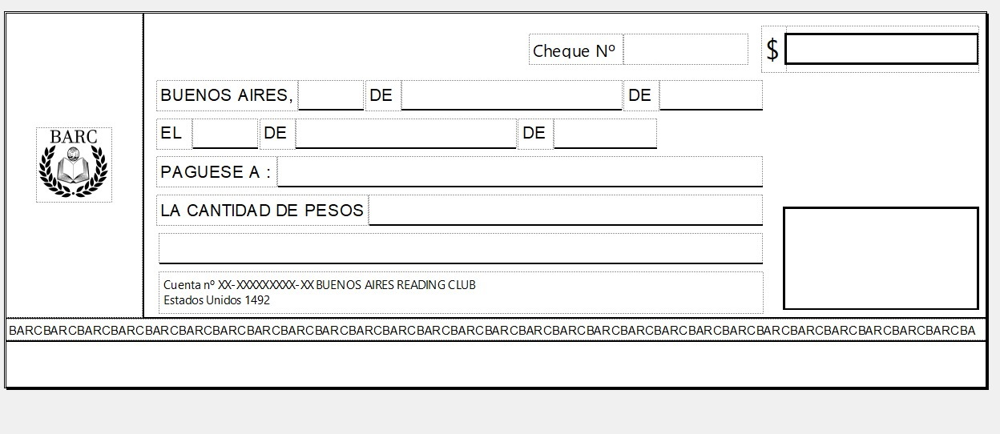 Cheque Nº $
BUENOS AIRES, DE DE
BARC
EL DE DE
PAGUESE A :
LA CANTIDAD DE PESOS
Cuenta nº XX-XXXXXXXXX-XX BUENOS AIRES READING CLUB
Estados Unidos 1492
BARCBARCBARCBARCBARCBARCBARCBARCBARCBARCBARCBARCBARCBARCBARCBARCBARCBARCBARCBARCBARCBARCBARCBARCBARCBARCBARCBARCBA